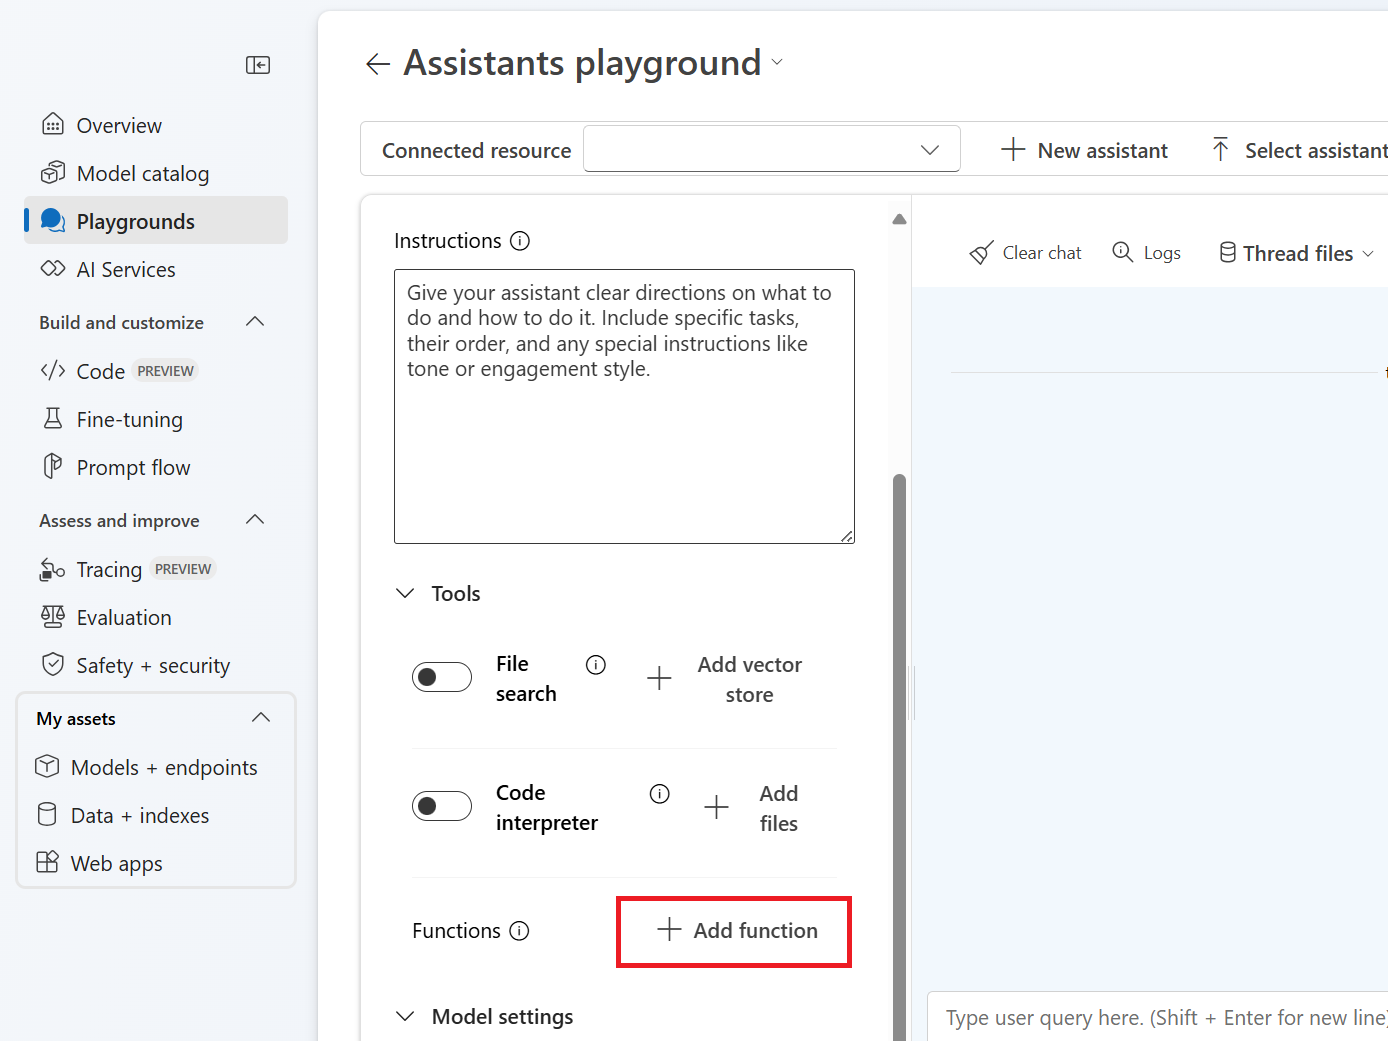 Assistants playground
Overview
Model catalog
Playgrounds
AI Services
Build and customize
Code PREVIEW
Fine-tuning
Prompt flow
Assess and improve
Tracing PREVIEW
Evaluation
Safety + security
My assets
Models + endpoints
Data + indexes
Web apps
Connected resource
New assistant
Select assistant
Instructions
Give your assistant clear directions on what to
do and how to do it. Include specific tasks,
their order, and any special instructions like
tone or engagement style.
Tools
File
search
Add vector
store
Code
interpreter
Add
files
Functions
Add function
Model settings
Clear chat
Logs
Thread files
Type user query here. (Shift + Enter for new line)